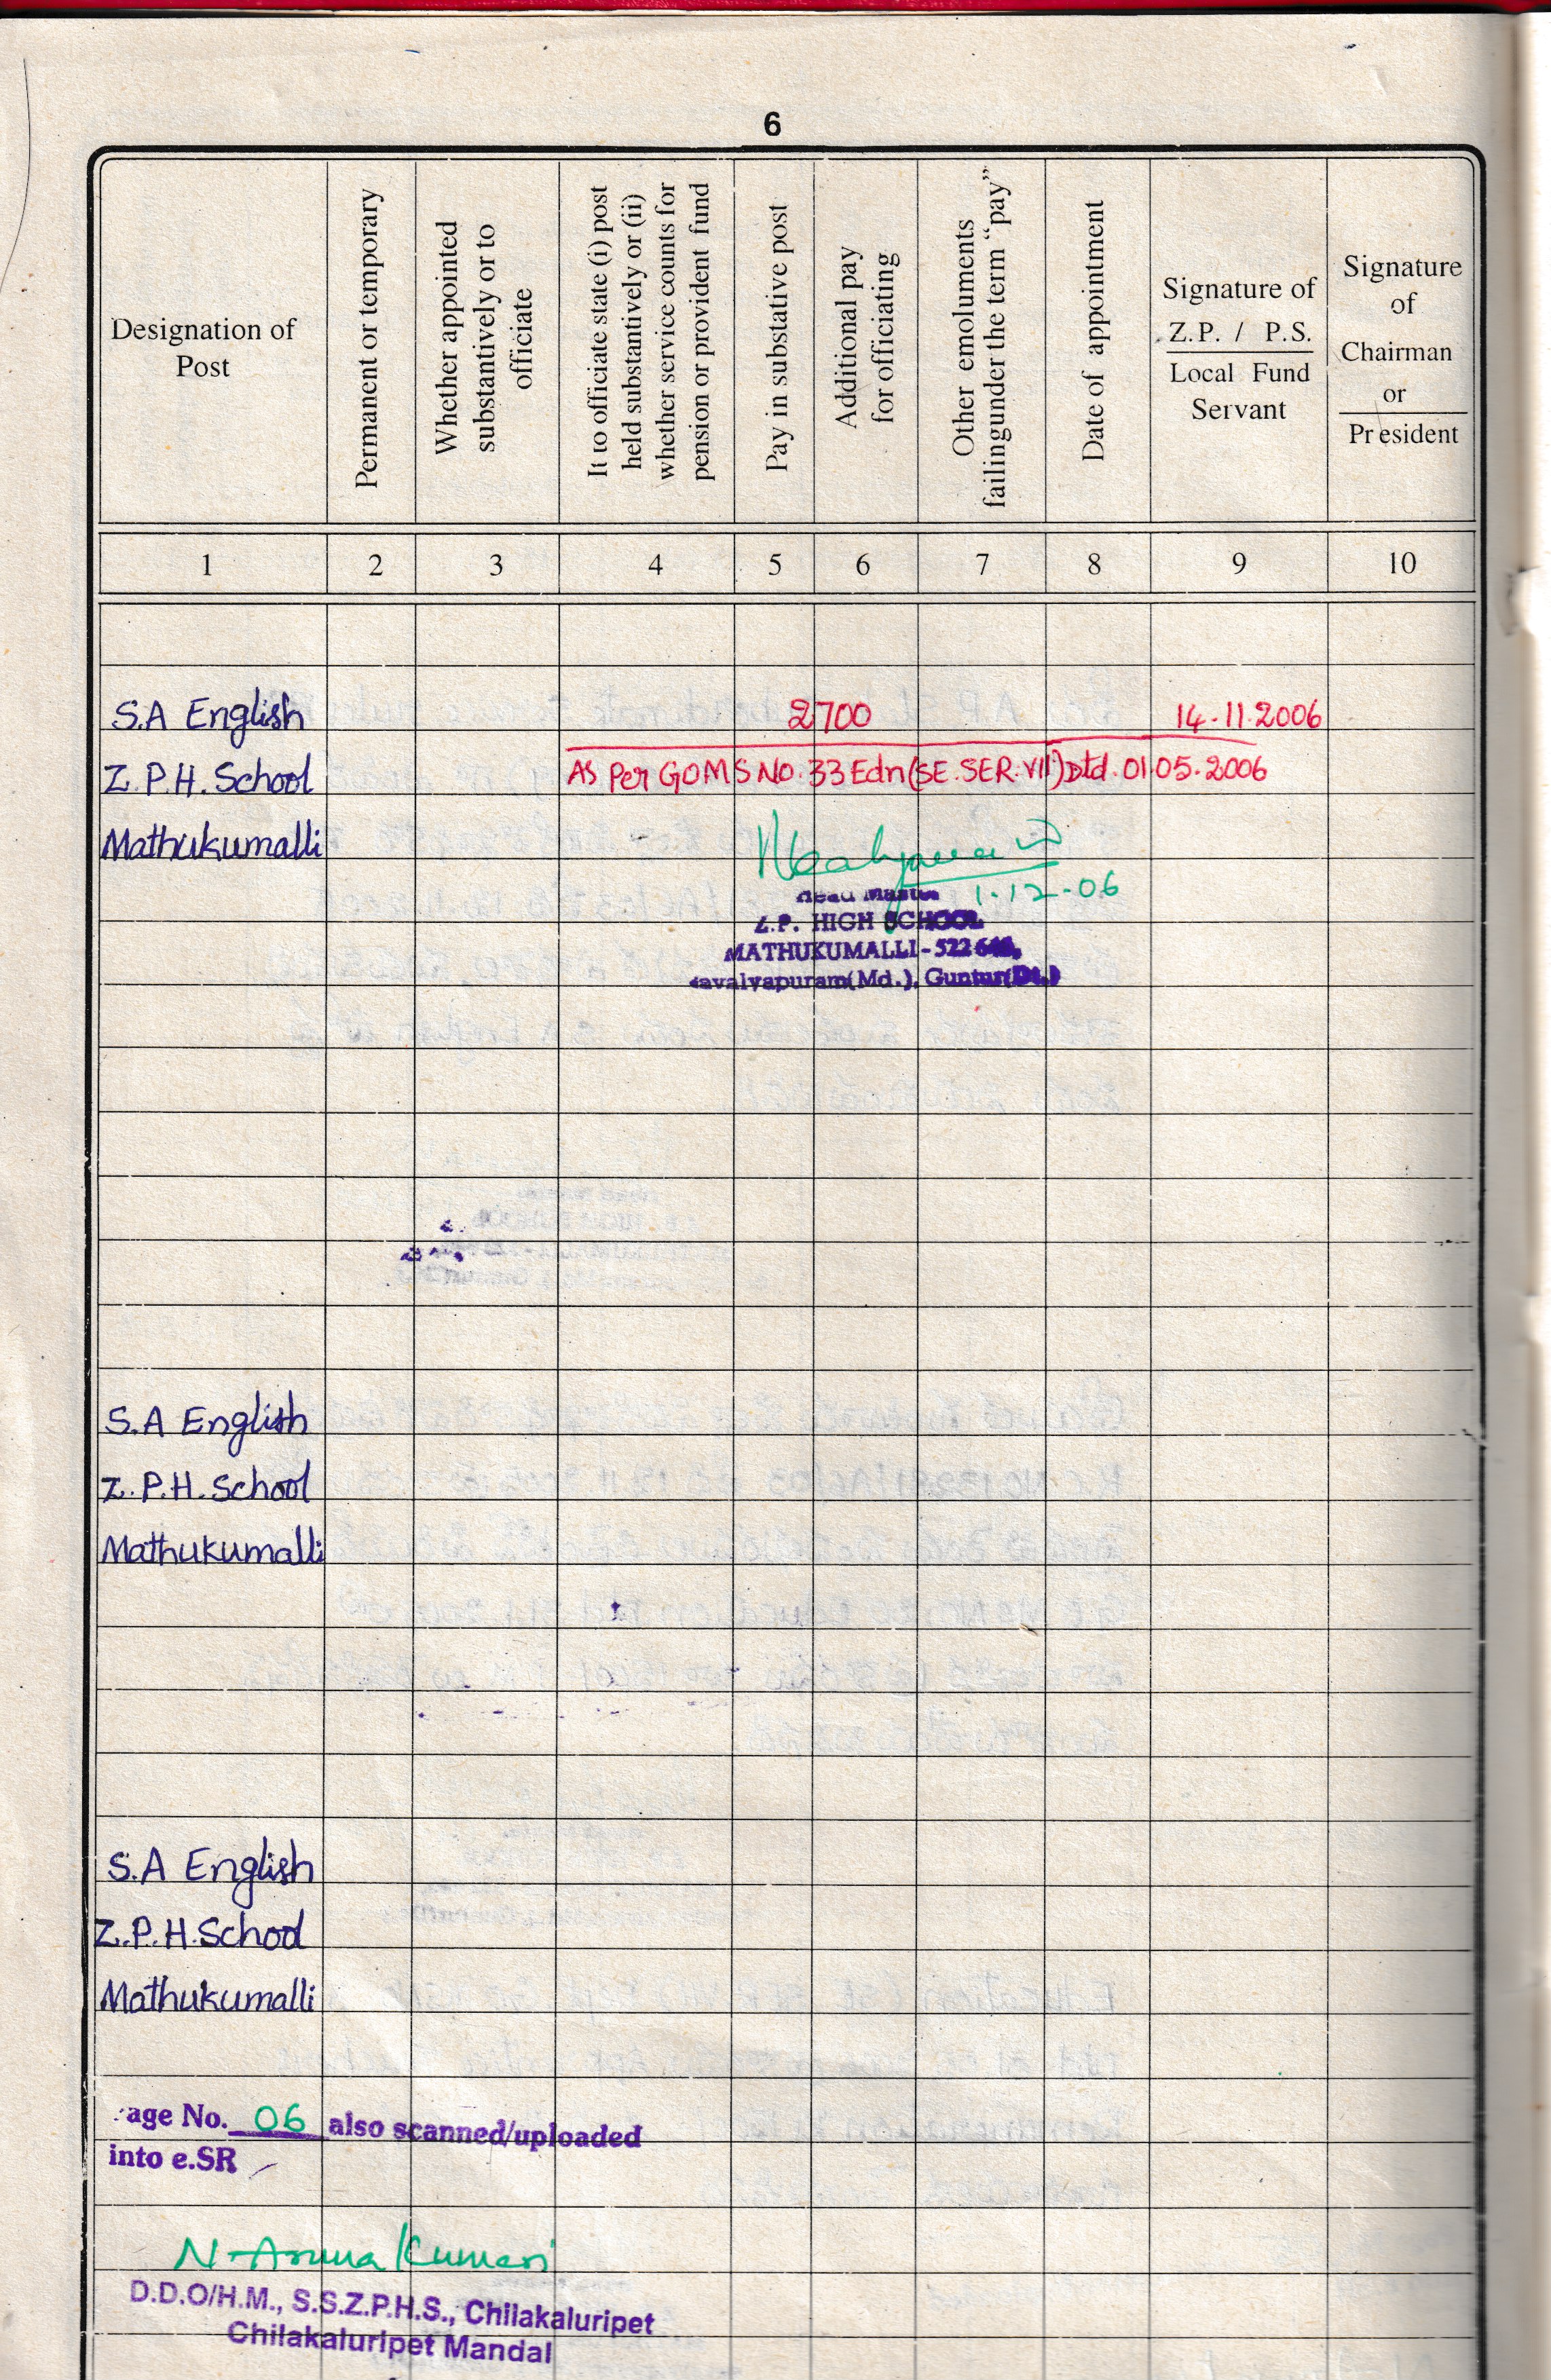 6
Designation of
Post
Permanent or temporary
Whether appointed
substantively or to
officiate
It to officiate state (i) post
held substantively or (ii)
whether service counts for
pension or provident fund
Pay in substative post
Additional pay
for officiating
Other emoluments
failingunder the term "pay"
Date of appointment
Signature of
Z.P. / P.S.
Local Fund
Servant
Signature
of
Chairman
or
President
1 2 3 4 5 6 7 8 9 10
S.A English 2700 14.11.2006
Z.P.H. School As Per GOMS NO. 33 Edn (SE. SER. VII) Dtd. 01.05.2006
Mathukumalli
Head Master 1-12-06
Z.P. HIGH SCHOOL
MATHUKUMALLI-
(Md.), Guntur(Dt.)
S.A English
Z.P.H. School
Mathukumalli
S.A English
Z.P.H. School
Mathukumalli
age No. 06 also scanned/uploaded
into e.SR
N. Aruna Kumari
D.D.O/H.M., S.S.Z.P.H.S., Chilakaluripet
Chilakaluripet Mandal